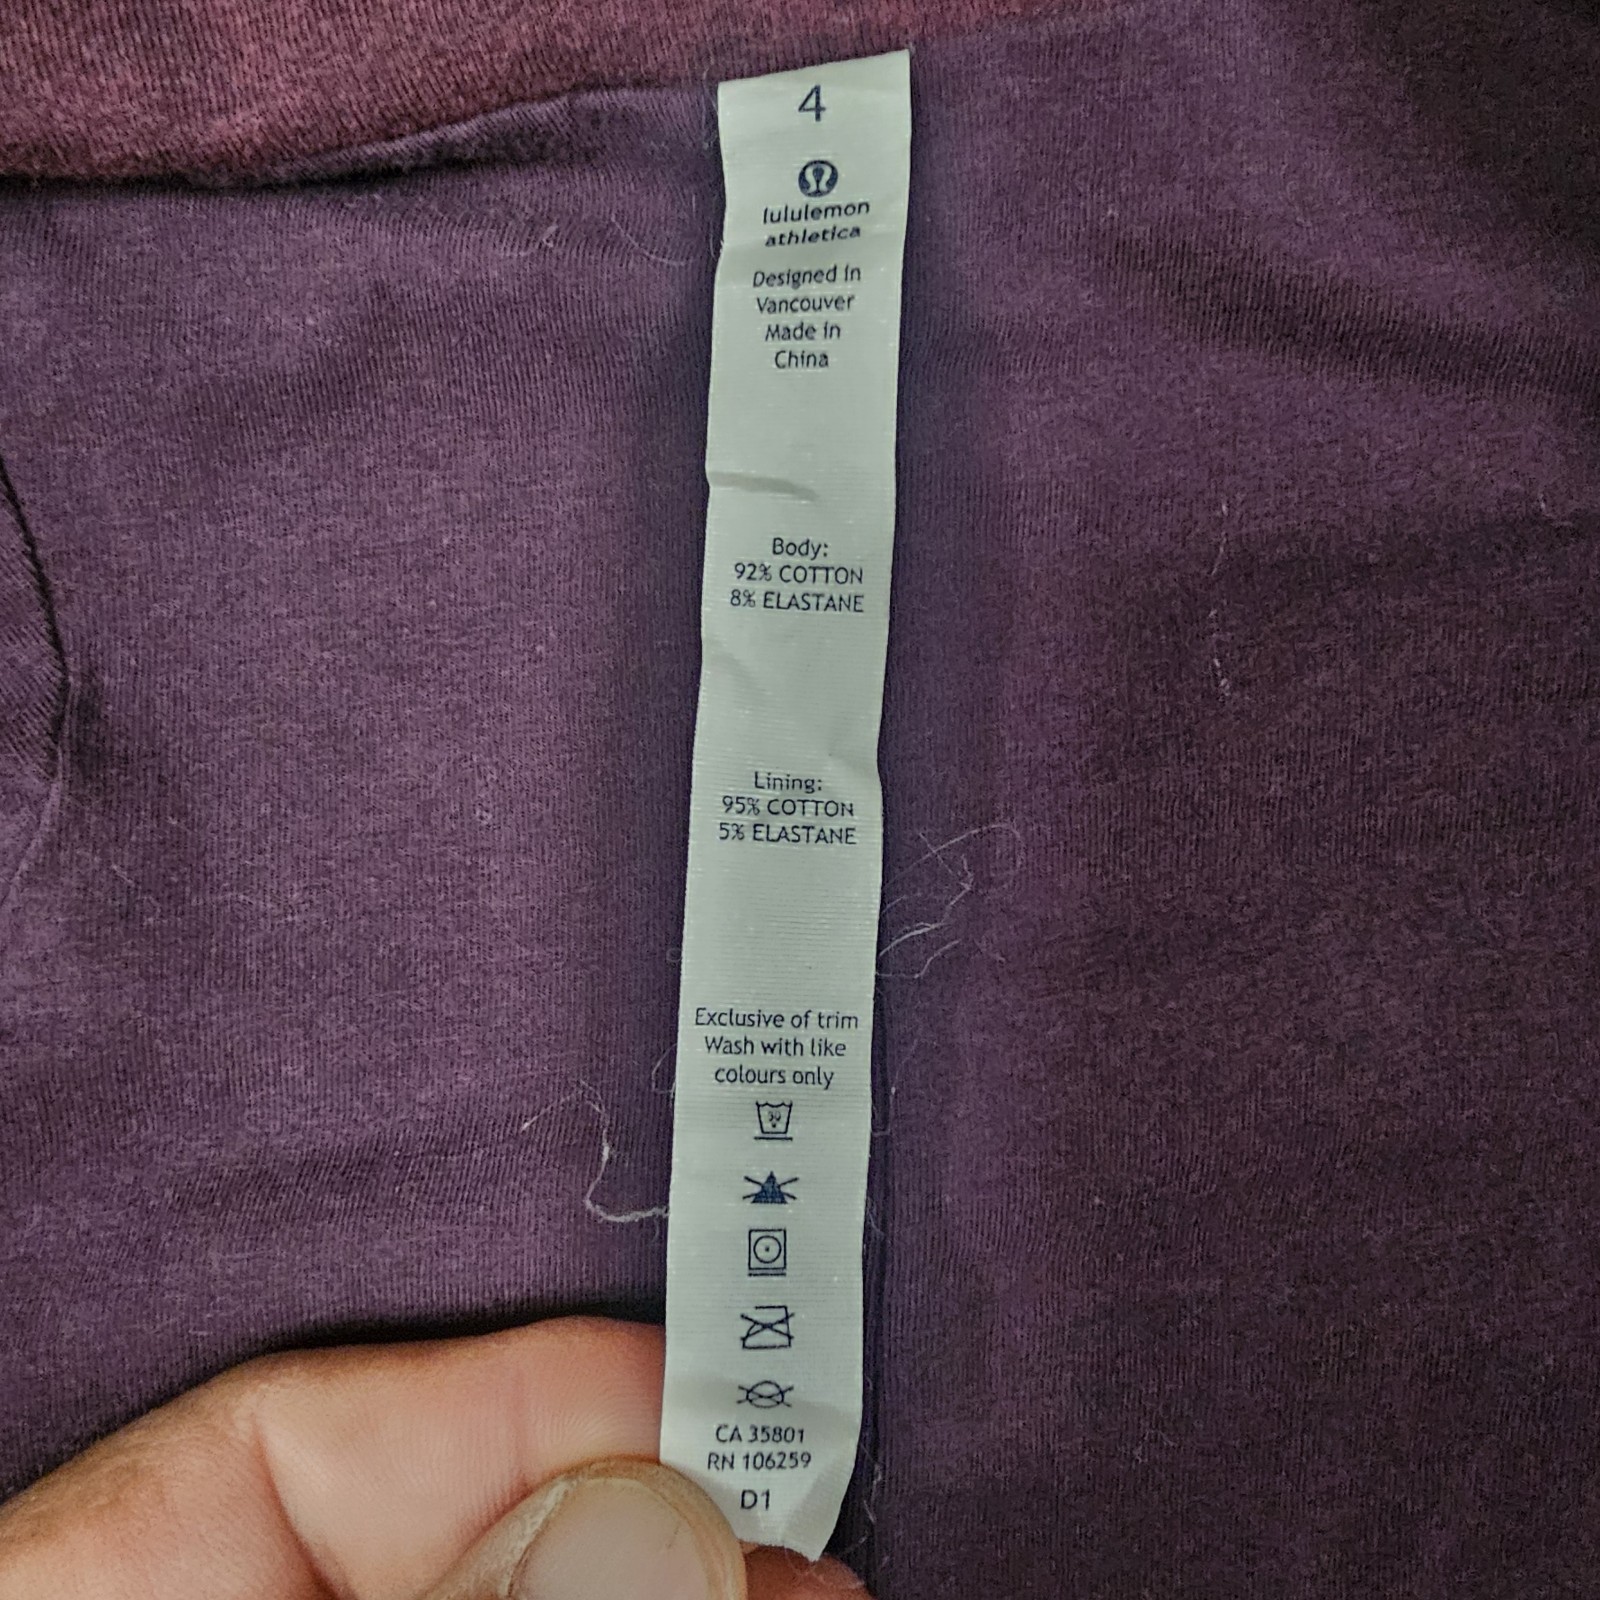 4
lululemon
athletica
Designed in
Vancouver
Made in
China
Body:
92% COTTON
8% ELASTANE
Lining:
95% COTTON
5% ELASTANE
Exclusive of trim
Wash with like
colours only
30
CA 35801
RN 106259
D1